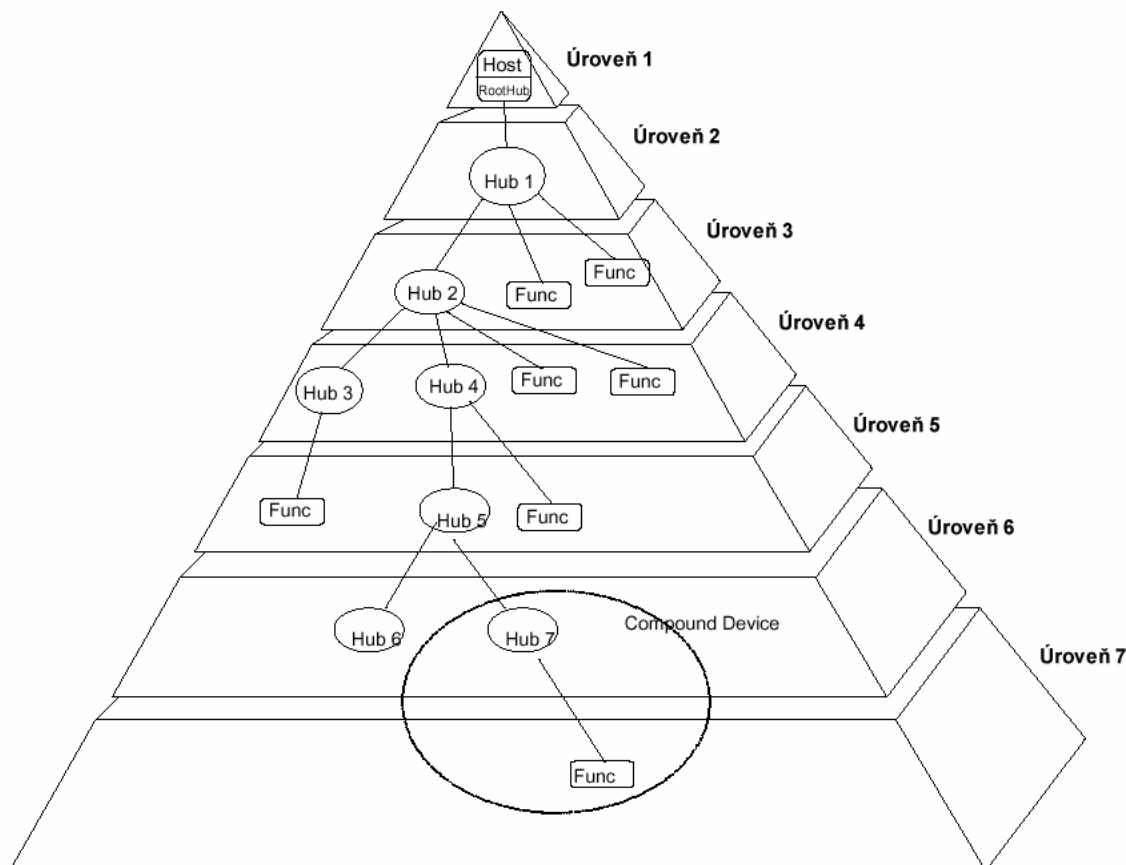 Úroveň 1
Host
RootHub
Úroveň 2
Hub 1
Úroveň 3
Func
Hub 2
Func
Úroveň 4
Hub 3
Hub 4
Func
Func
Úroveň 5
Func
Hub 5
Func
Úroveň 6
Hub 6
Hub 7
Compound Device
Úroveň 7
Func